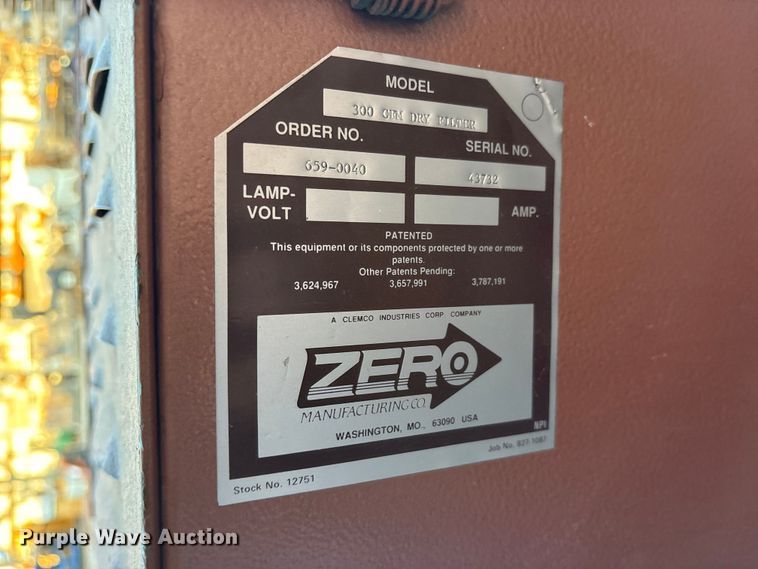 MODEL
300 CFM DRY FILTER
ORDER NO.
SERIAL NO.
659-0040
43732
LAMP-
VOLT
AMP.
PATENTED
This equipment or its components protected by one or more
patents.
Other Patents Pending:
3,624,967 3,657,991 3,787,191
A CLEMCO INDUSTRIES CORP. COMPANY
ZERO
MANUFACTURING CO.
WASHINGTON, MO., 63090 USA
NPI
Stock No. 12751
Job No. 827-1087
Purple Wave Auction